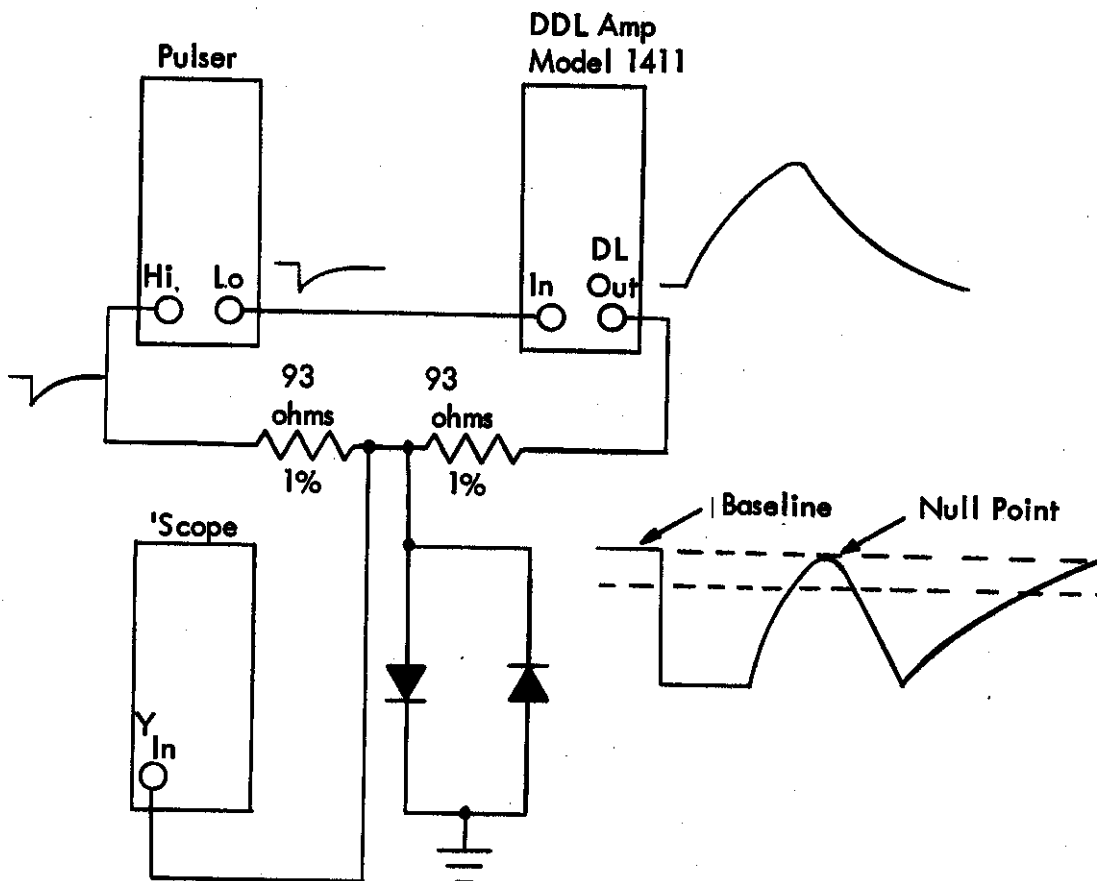 DDL Amp
Model 1411
Pulser
DL
Hi,
Lo
In
Out
93
ohms
1%
93
ohms
1%
'Scope
Baseline
Null Point
Y
In